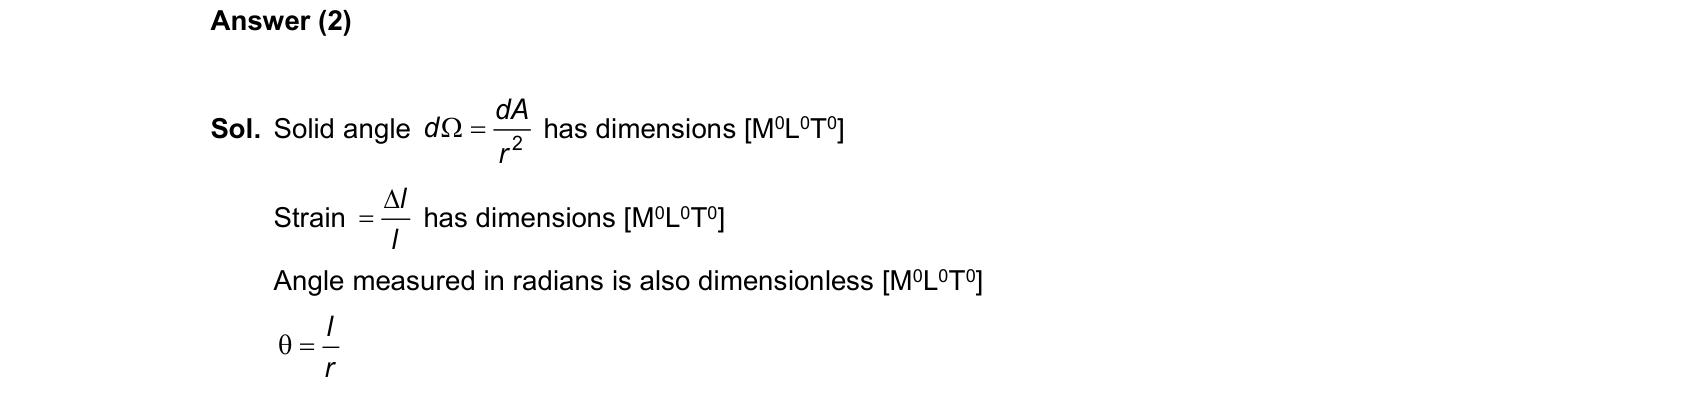 Answer (2)
Sol. Solid angle dΩ = dA/r² has dimensions [M⁰L⁰T⁰]
Strain = Δl/l has dimensions [M⁰L⁰T⁰]
Angle measured in radians is also dimensionless [M⁰L⁰T⁰]
θ = l/r